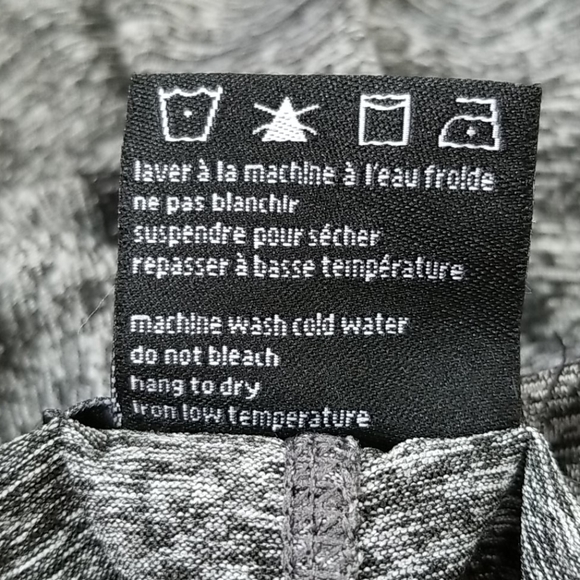 laver à la machine à l'eau froide
ne pas blanchir
suspendre pour sécher
repasser à basse température
machine wash cold water
do not bleach
hang to dry
iron low temperature